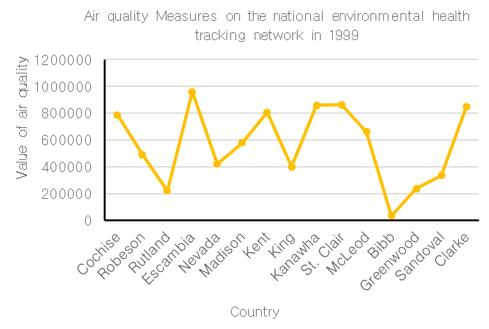 Air quality Measures on the national environmental health
tracking network in 1999
Value of air quality
1200000
1000000
800000
600000
400000
200000
0
Cochise
Robeson
Rutland
Escambia
Nevada
Madison
Kent
King
Kanawha
St. Clair
McLeod
Bibb
Greenwood
Sandoval
Clarke
Country